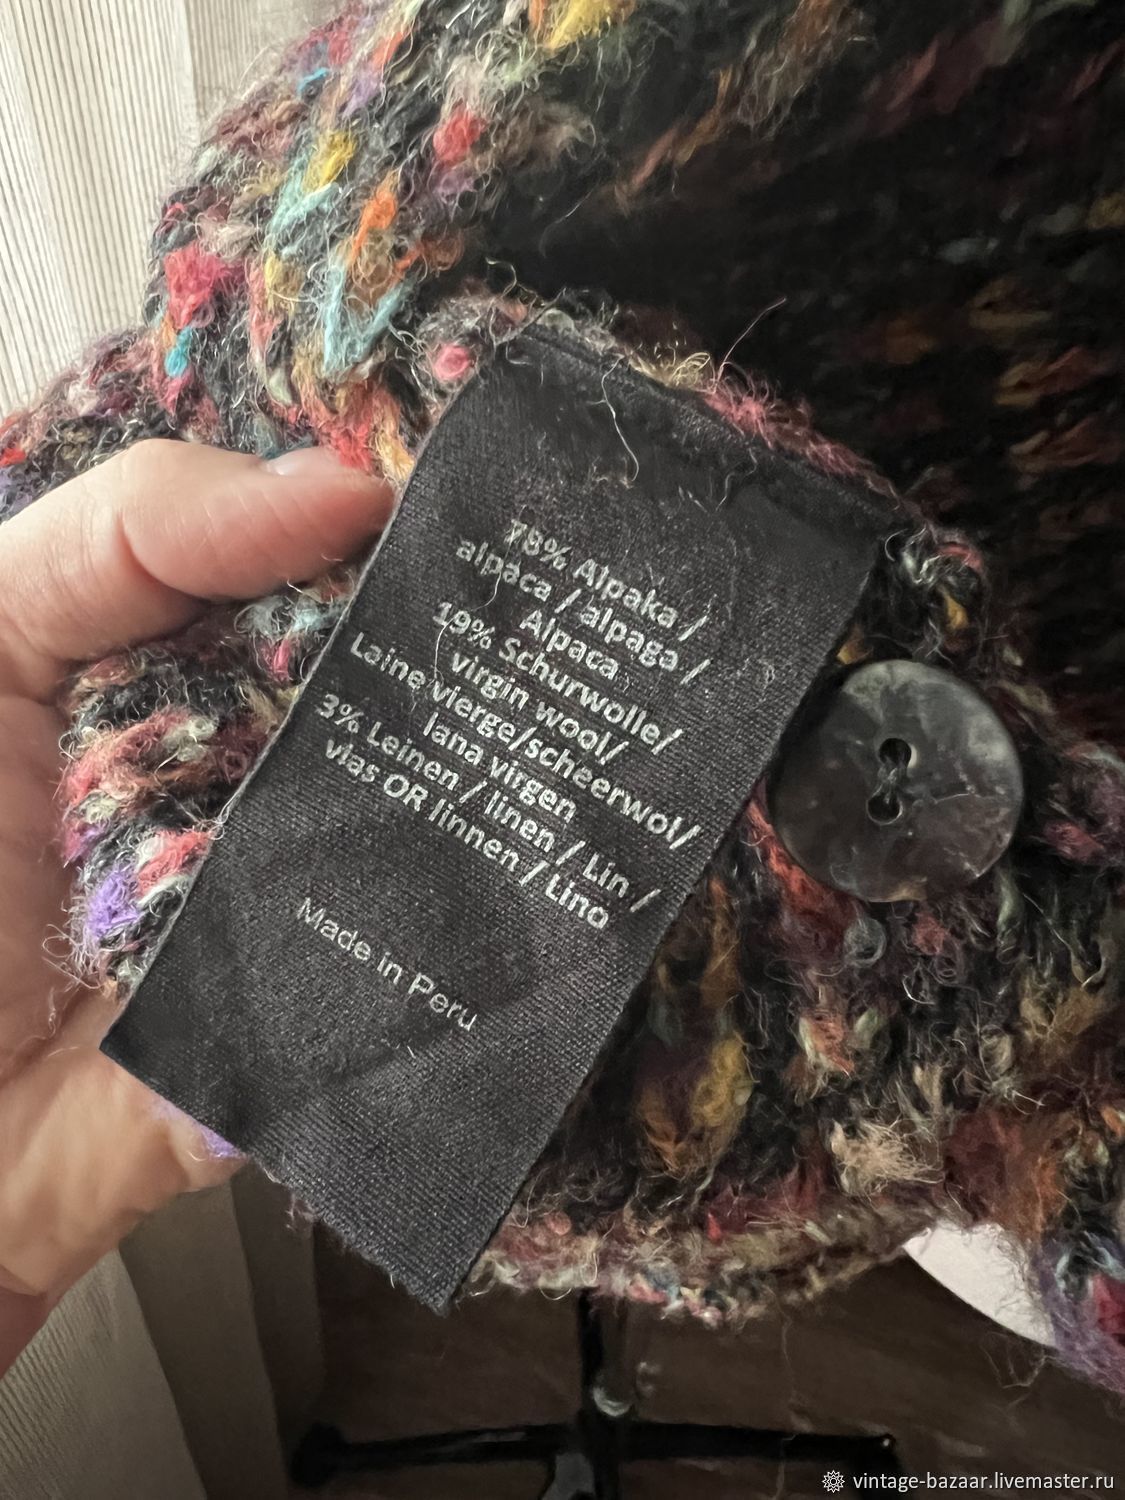 78% Alpaka /
alpaca / alpaga /
Alpaca
19% Schurwolle/
virgin wool/
Laine vierge/scheerwol/
lana virgen
3% Leinen / linen / Lin /
vlas OR linnen / Lino
Made in Peru
vintage-bazaar.livemaster.ru